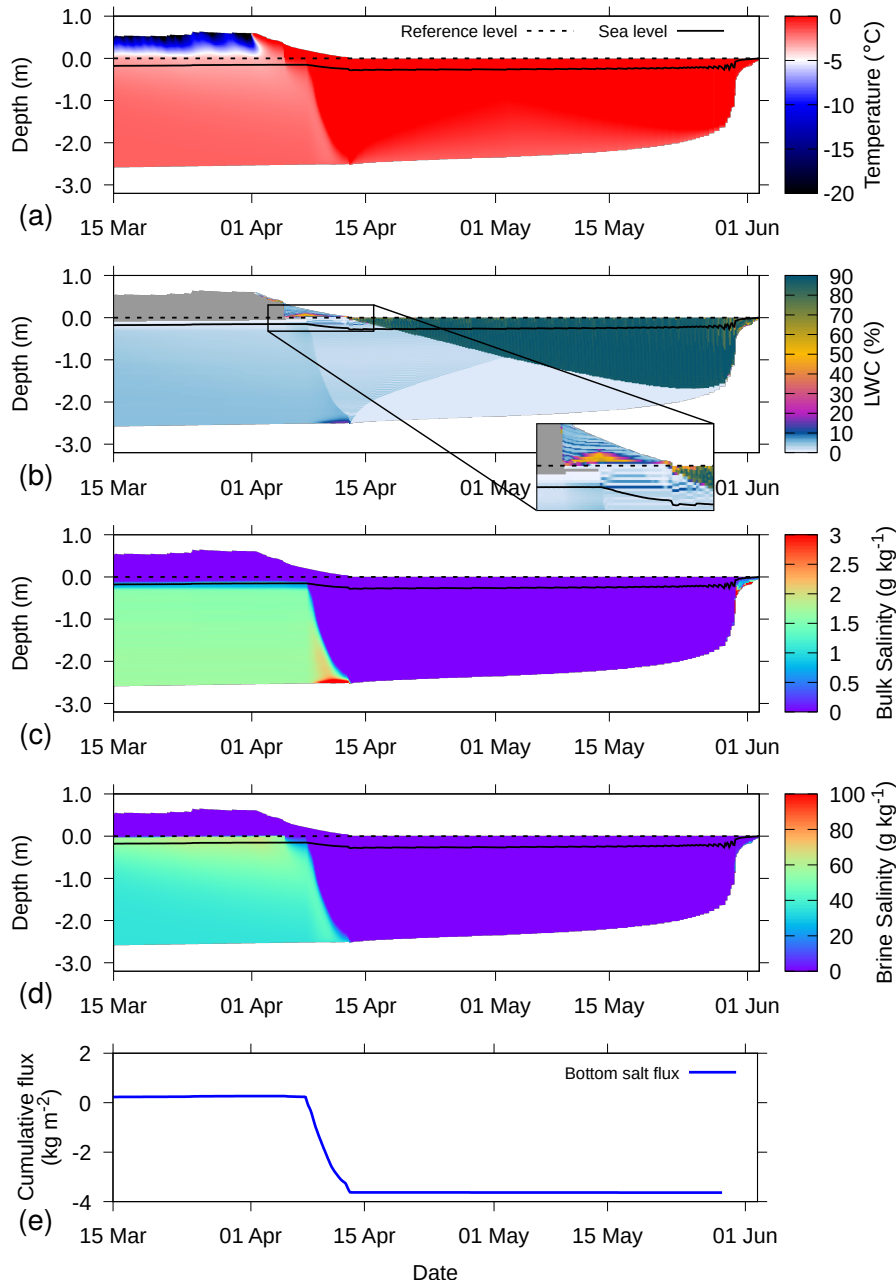 Reference level Sea level
1.0
0.0
-1.0
-2.0
-3.0
Depth (m)
0
-5
-10
-15
-20
Temperature (°C)
(a)
15 Mar 01 Apr 15 Apr 01 May 15 May 01 Jun
1.0
0.0
-1.0
-2.0
-3.0
Depth (m)
90
80
70
60
50
40
30
20
10
0
LWC (%)
(b)
15 Mar 01 Apr 15 Apr 01 May 15 May 01 Jun
1.0
0.0
-1.0
-2.0
-3.0
Depth (m)
3
2.5
2
1.5
1
0.5
0
Bulk Salinity (g kg⁻¹)
(c)
15 Mar 01 Apr 15 Apr 01 May 15 May 01 Jun
1.0
0.0
-1.0
-2.0
-3.0
Depth (m)
100
80
60
40
20
0
Brine Salinity (g kg⁻¹)
(d)
15 Mar 01 Apr 15 Apr 01 May 15 May 01 Jun
2
0
-2
-4
Cumulative flux
(kg m⁻²)
Bottom salt flux
(e)
15 Mar 01 Apr 15 Apr 01 May 15 May 01 Jun
Date